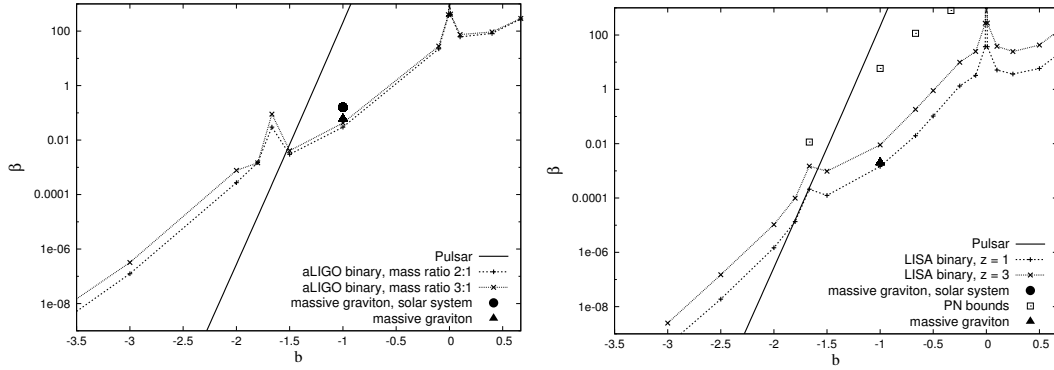 100
1
0.01
0.0001
1e-06
1e-08
β
-3.5 -3 -2.5 -2 -1.5 -1 -0.5 0 0.5
b
Pulsar
aLIGO binary, mass ratio 2:1
aLIGO binary, mass ratio 3:1
massive graviton, solar system
massive graviton
100
1
0.01
0.0001
1e-06
1e-08
β
-3.5 -3 -2.5 -2 -1.5 -1 -0.5 0 0.5
b
Pulsar
LISA binary, z = 1
LISA binary, z = 3
massive graviton, solar system
PN bounds
massive graviton